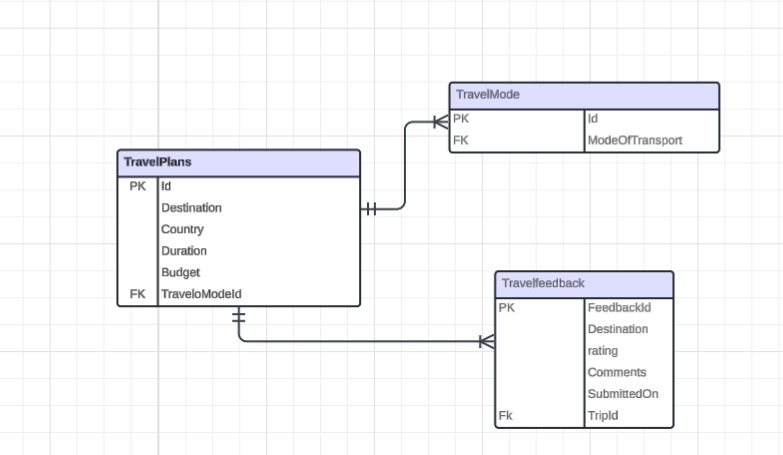 TravelMode
PK Id
FK ModeOfTransport
TravelPlans
PK Id
Destination
Country
Duration
Budget
FK TraveloModeId
Travelfeedback
PK FeedbackId
Destination
rating
Comments
SubmittedOn
Fk TripId